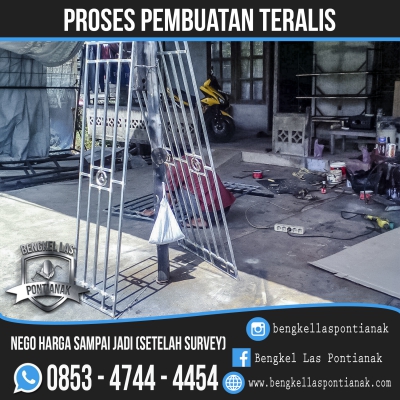 PROSES PEMBUATAN TERALIS
BENGKEL LAS
PONTIANAK
NEGO HARGA SAMPAI JADI (SETELAH SURVEY)
0853 - 4744 - 4454
bengkellaspontianak
Bengkel Las Pontianak
www.bengkellaspontianak.com